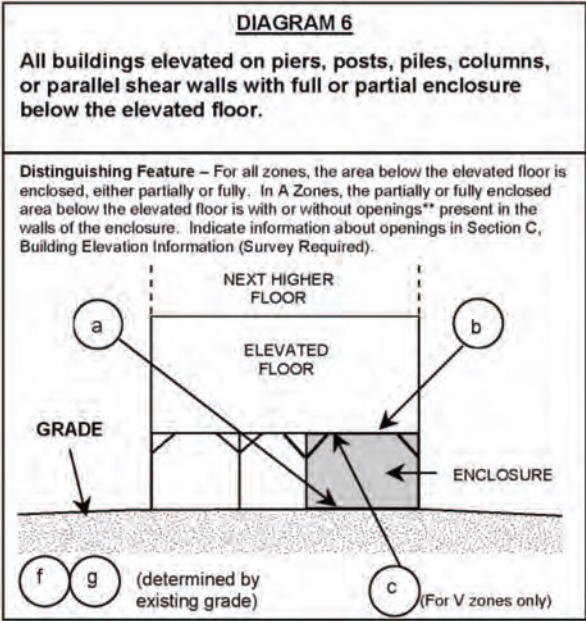 DIAGRAM 6
All buildings elevated on piers, posts, piles, columns,
or parallel shear walls with full or partial enclosure
below the elevated floor.
Distinguishing Feature – For all zones, the area below the elevated floor is
enclosed, either partially or fully. In A Zones, the partially or fully enclosed
area below the elevated floor is with or without openings** present in the
walls of the enclosure. Indicate information about openings in Section C,
Building Elevation Information (Survey Required).
NEXT HIGHER
FLOOR
a
b
ELEVATED
FLOOR
GRADE
ENCLOSURE
f g (determined by
existing grade)
c (For V zones only)